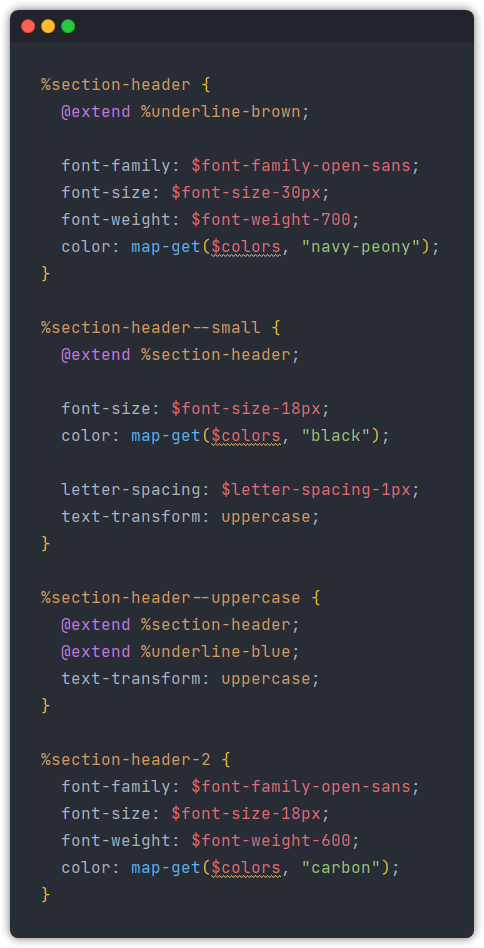 %section-header {
  @extend %underline-brown;

  font-family: $font-family-open-sans;
  font-size: $font-size-30px;
  font-weight: $font-weight-700;
  color: map-get($colors, "navy-peony");
}

%section-header--small {
  @extend %section-header;

  font-size: $font-size-18px;
  color: map-get($colors, "black");

  letter-spacing: $letter-spacing-1px;
  text-transform: uppercase;
}

%section-header--uppercase {
  @extend %section-header;
  @extend %underline-blue;
  text-transform: uppercase;
}

%section-header-2 {
  font-family: $font-family-open-sans;
  font-size: $font-size-18px;
  font-weight: $font-weight-600;
  color: map-get($colors, "carbon");
}